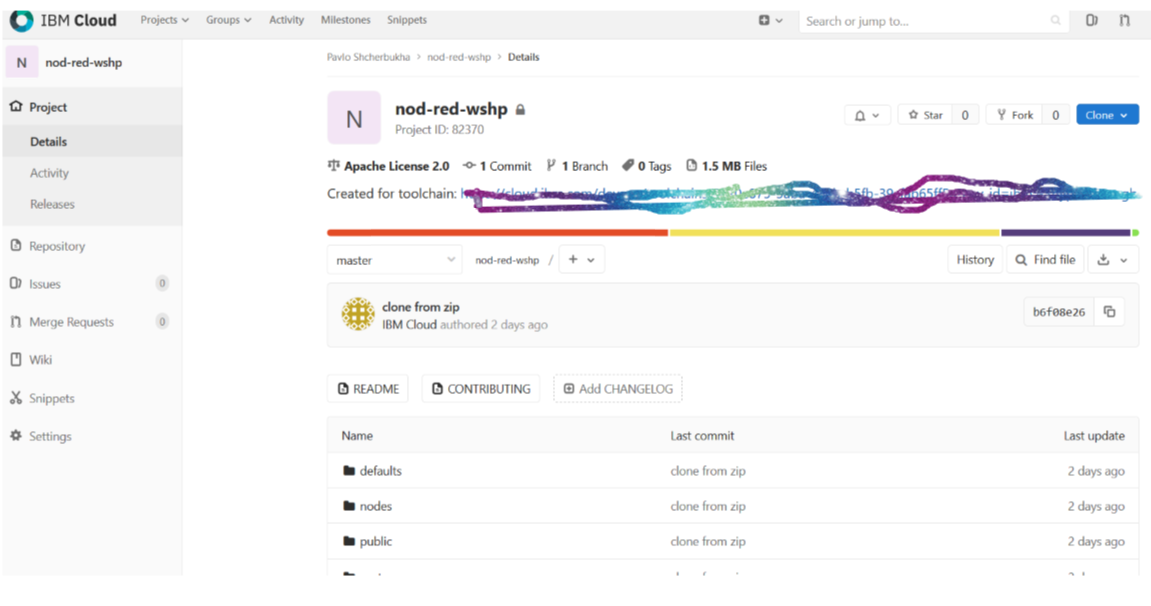 IBM Cloud Projects Groups Activity Milestones Snippets Search or jump to...
N nod-red-wshp
Project
Details
Activity
Releases
Repository
Issues 0
Merge Requests 0
Wiki
Snippets
Settings
Pavlo Shcherbukha > nod-red-wshp > Details
N
nod-red-wshp
Project ID: 82370
Star 0 Fork 0 Clone
Apache License 2.0 1 Commit 1 Branch 0 Tags 1.5 MB Files
Created for toolchain:
master nod-red-wshp / + History Find file
clone from zip
IBM Cloud authored 2 days ago
b6f08e26
README CONTRIBUTING Add CHANGELOG
Name Last commit Last update
defaults clone from zip 2 days ago
nodes clone from zip 2 days ago
public clone from zip 2 days ago